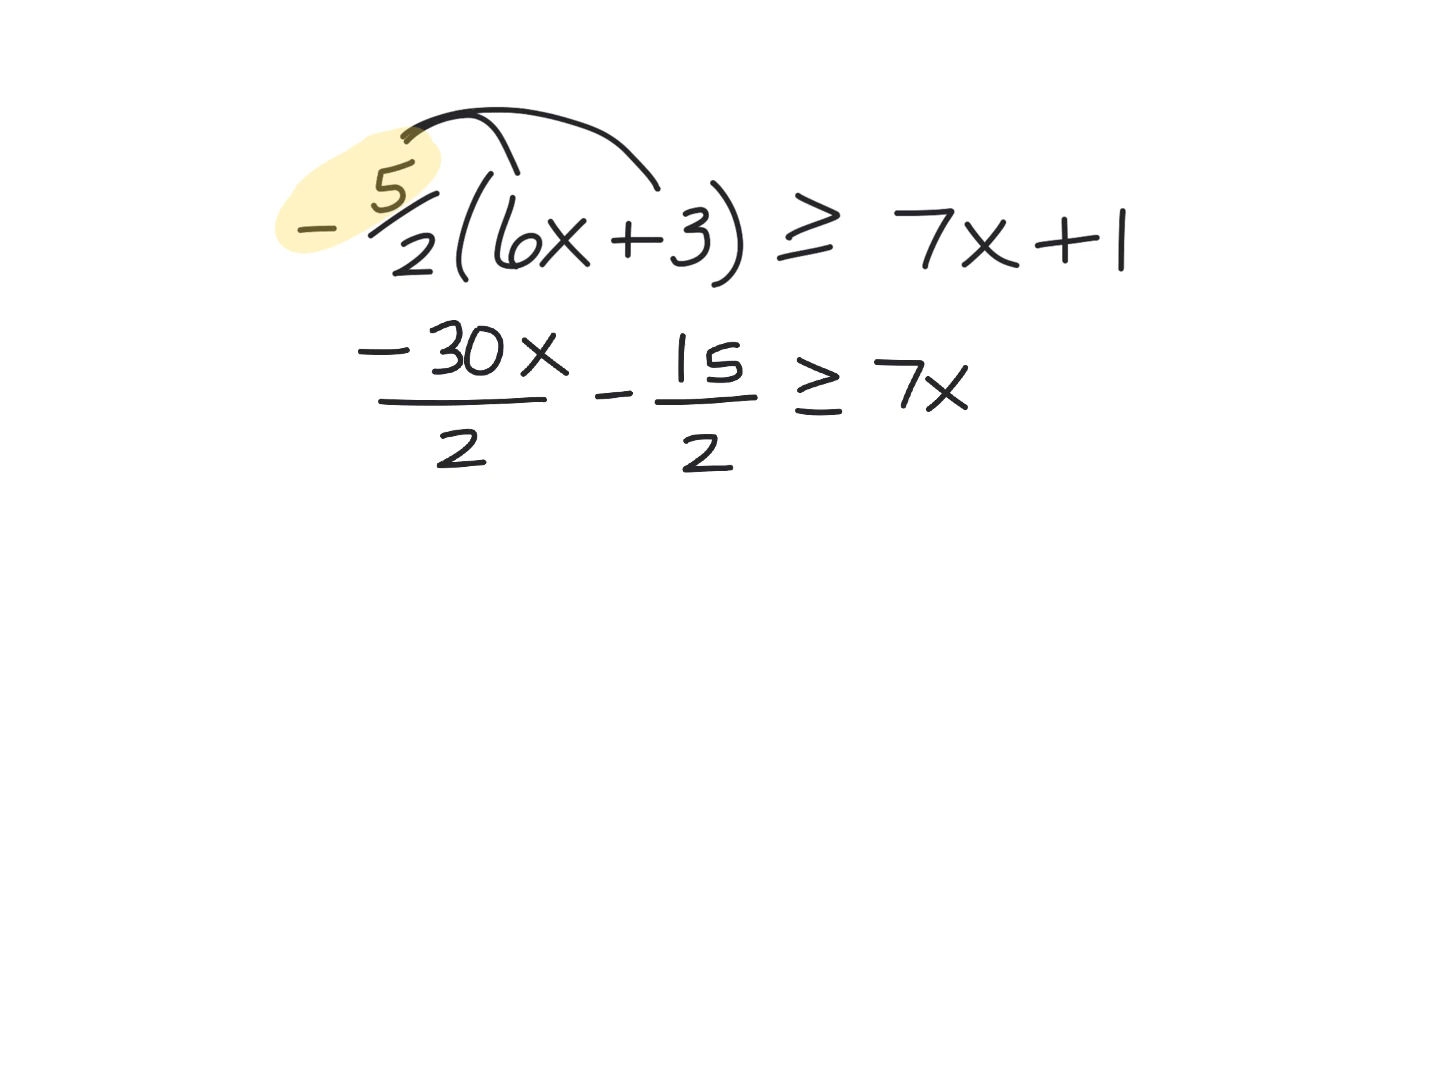 - 5/2 (6x + 3) ≥ 7x + 1
-30x/2 - 15/2 ≥ 7x